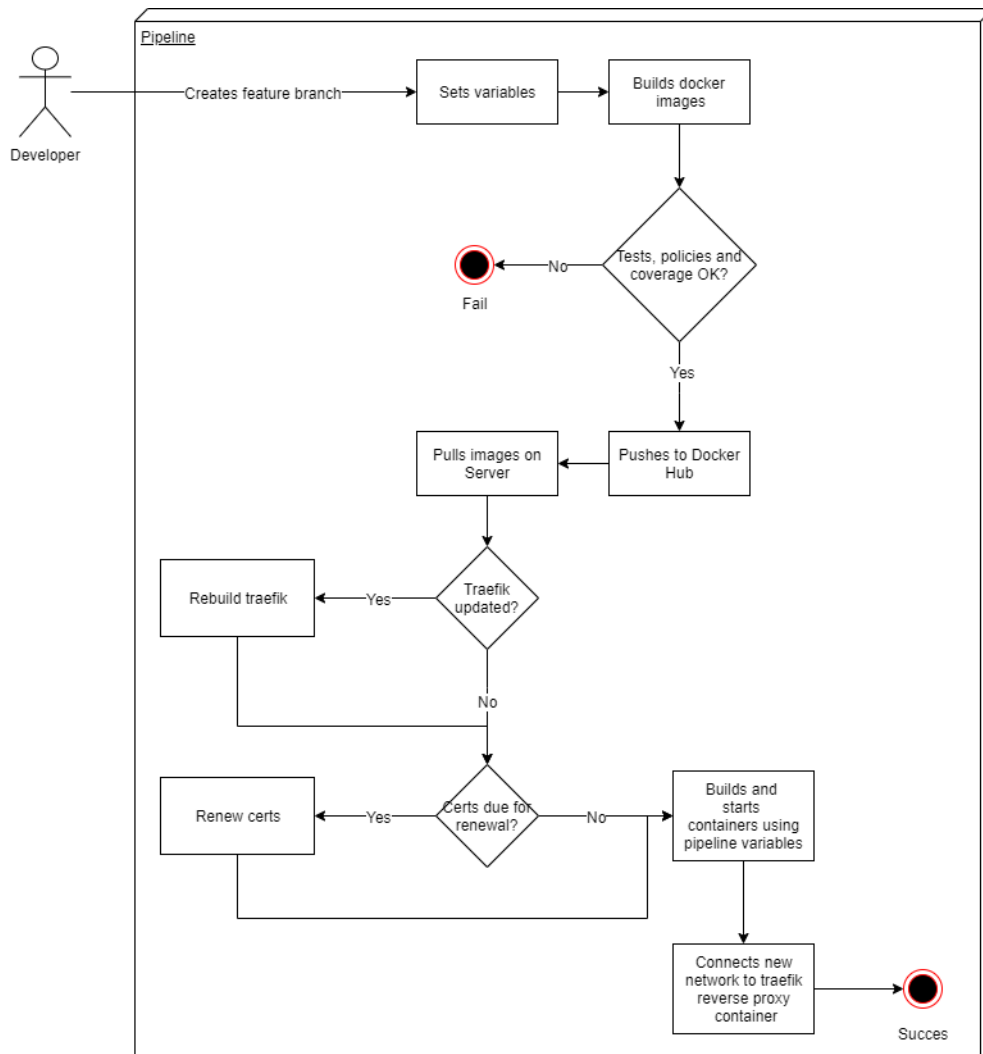 Pipeline
Developer
Creates feature branch
Sets variables
Builds docker
images
Tests, policies and
coverage OK?
No
Fail
Yes
Pushes to Docker
Hub
Pulls images on
Server
Traefik
updated?
Yes
Rebuild traefik
No
Certs due for
renewal?
Yes
Renew certs
No
Builds and
starts
containers using
pipeline variables
Connects new
network to traefik
reverse proxy
container
Succes